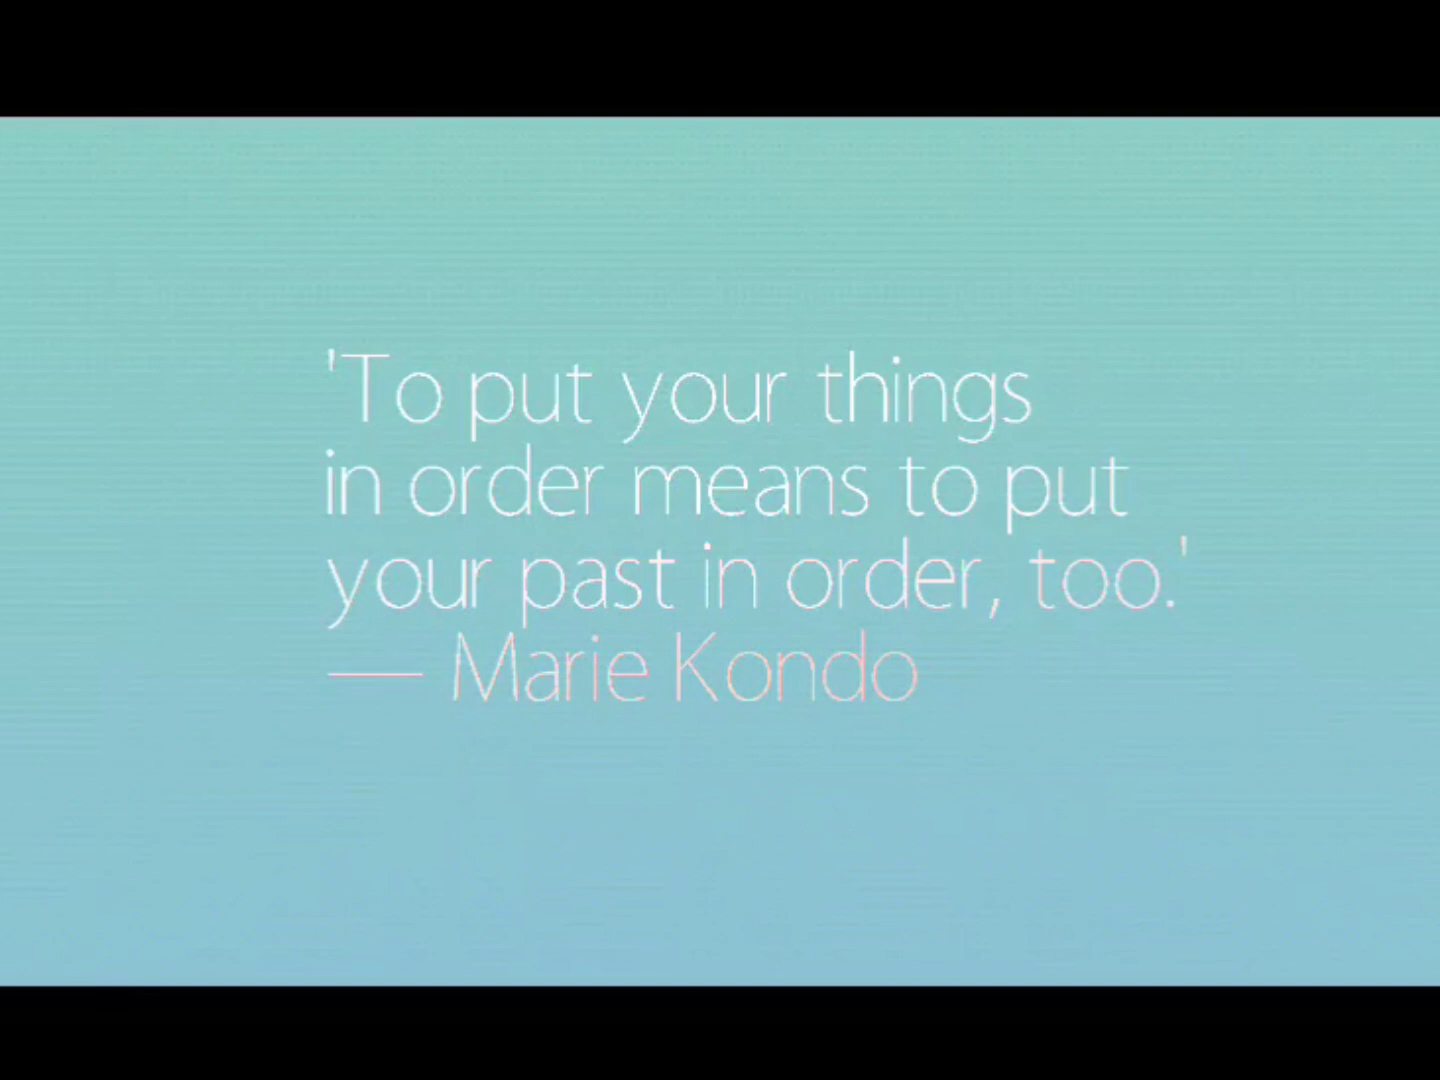 'To put your things
in order means to put
your past in order, too.'
— Marie Kondo